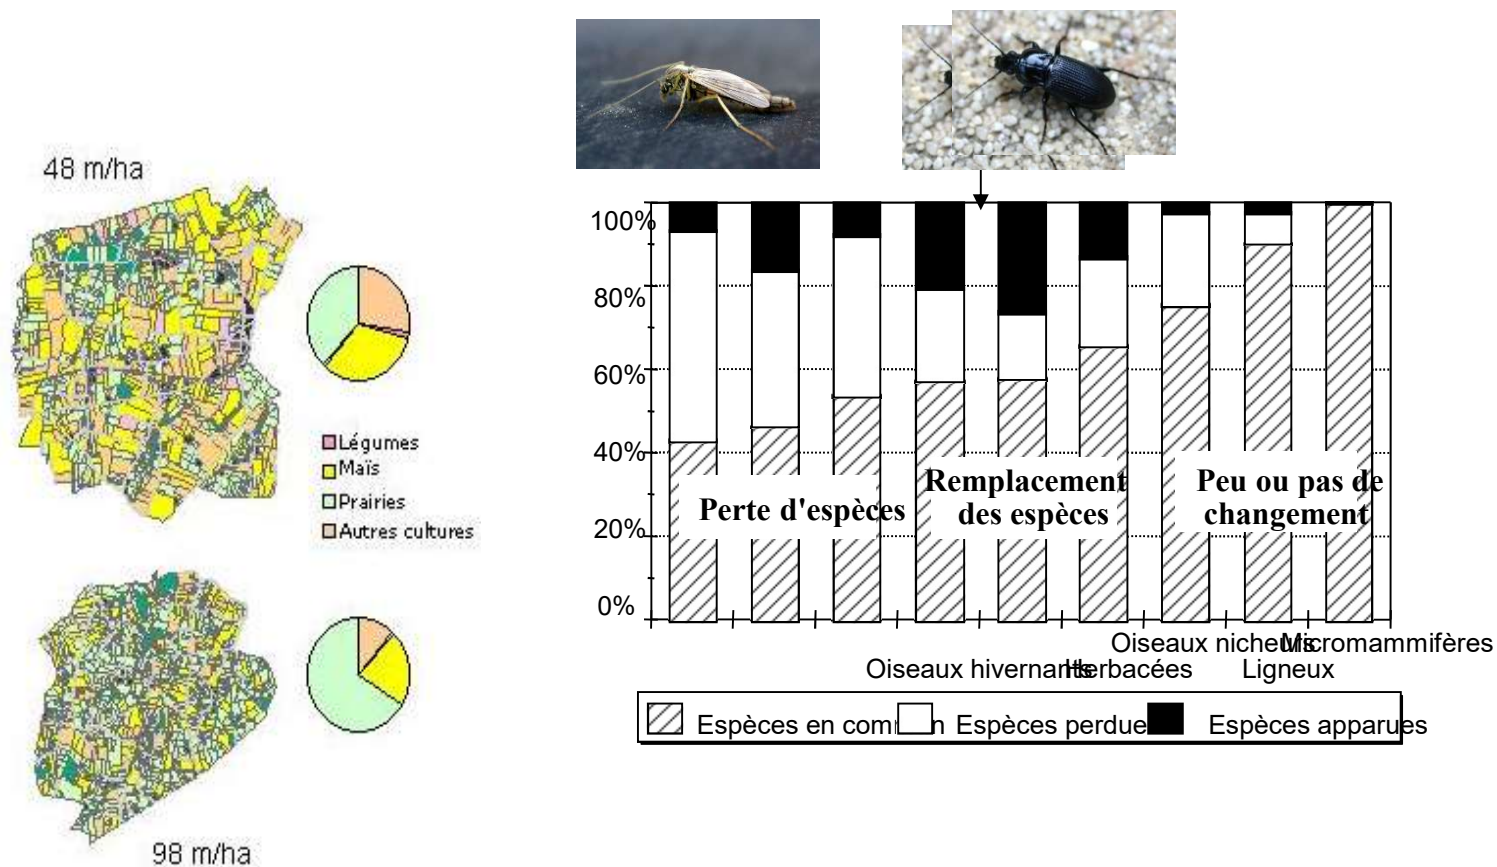 48 m/ha
Légumes
Maïs
Prairies
Autres cultures
98 m/ha
100%
80%
60%
40%
20%
0%
Perte d'espèces
Remplacement
des espèces
Peu ou pas de
changement
Oiseaux nicheurs
Micromammifères
Oiseaux hivernants
Herbacées
Ligneux
Espèces en commun
Espèces perdue
Espèces apparues